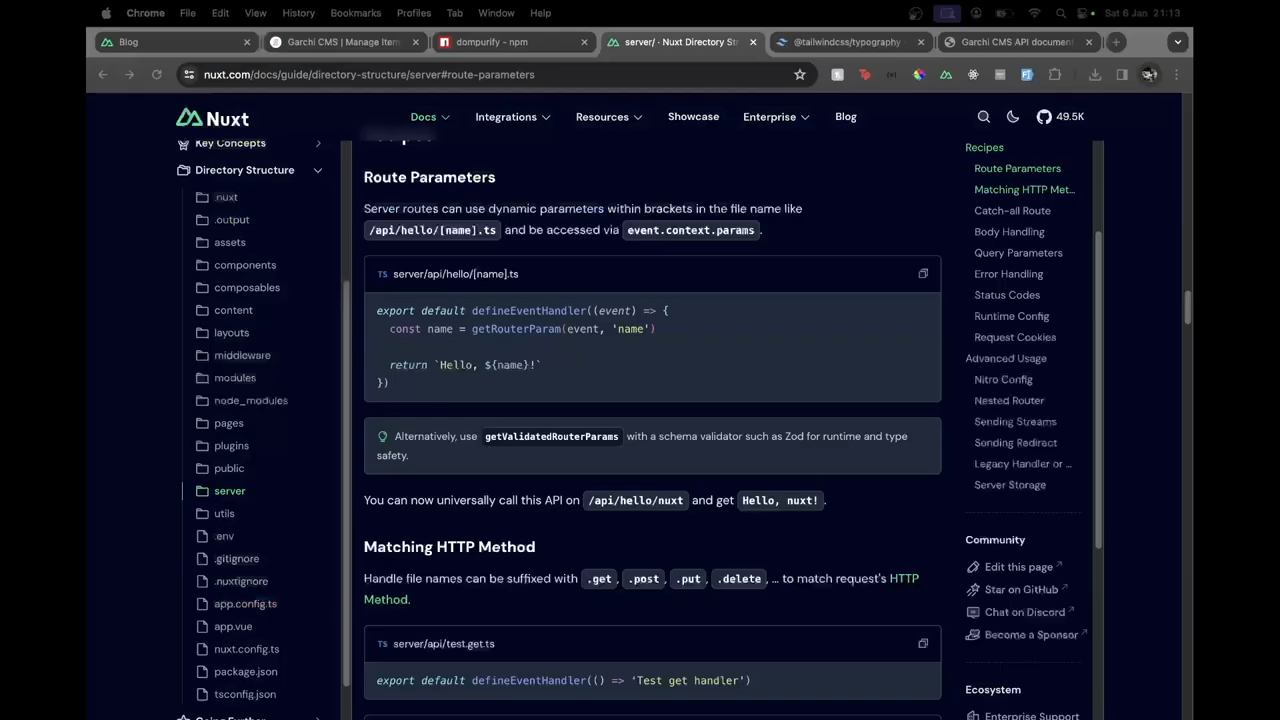 Chrome File Edit View History Bookmarks Profiles Tab Window Help Sat 6 Jan 21:13
Blog
Garchi CMS | Manage Item
dompurify - npm
server/ · Nuxt Directory Str
@tailwindcss/typography -
Garchi CMS API document
nuxt.com/docs/guide/directory-structure/server#route-parameters
Nuxt
Docs
Integrations
Resources
Showcase
Enterprise
Blog
49.5K
Key Concepts
Directory Structure
.nuxt
.output
assets
components
composables
content
layouts
middleware
modules
node_modules
pages
plugins
public
server
utils
.env
.gitignore
.nuxtignore
app.config.ts
app.vue
nuxt.config.ts
package.json
tsconfig.json
Going Further
Route Parameters
Server routes can use dynamic parameters within brackets in the file name like
/api/hello/[name].ts and be accessed via event.context.params.
TS server/api/hello/[name].ts
export default defineEventHandler((event) => {
const name = getRouterParam(event, 'name')
return `Hello, ${name}!`
})
Alternatively, use getValidatedRouterParams with a schema validator such as Zod for runtime and type
safety.
You can now universally call this API on /api/hello/nuxt and get Hello, nuxt!.
Matching HTTP Method
Handle file names can be suffixed with .get, .post, .put, .delete, ... to match request's HTTP
Method.
TS server/api/test.get.ts
export default defineEventHandler(() => 'Test get handler')
Recipes
Route Parameters
Matching HTTP Met...
Catch-all Route
Body Handling
Query Parameters
Error Handling
Status Codes
Runtime Config
Request Cookies
Advanced Usage
Nitro Config
Nested Router
Sending Streams
Sending Redirect
Legacy Handler or ...
Server Storage
Community
Edit this page
Star on GitHub
Chat on Discord
Become a Sponsor
Ecosystem
Enterprise Support